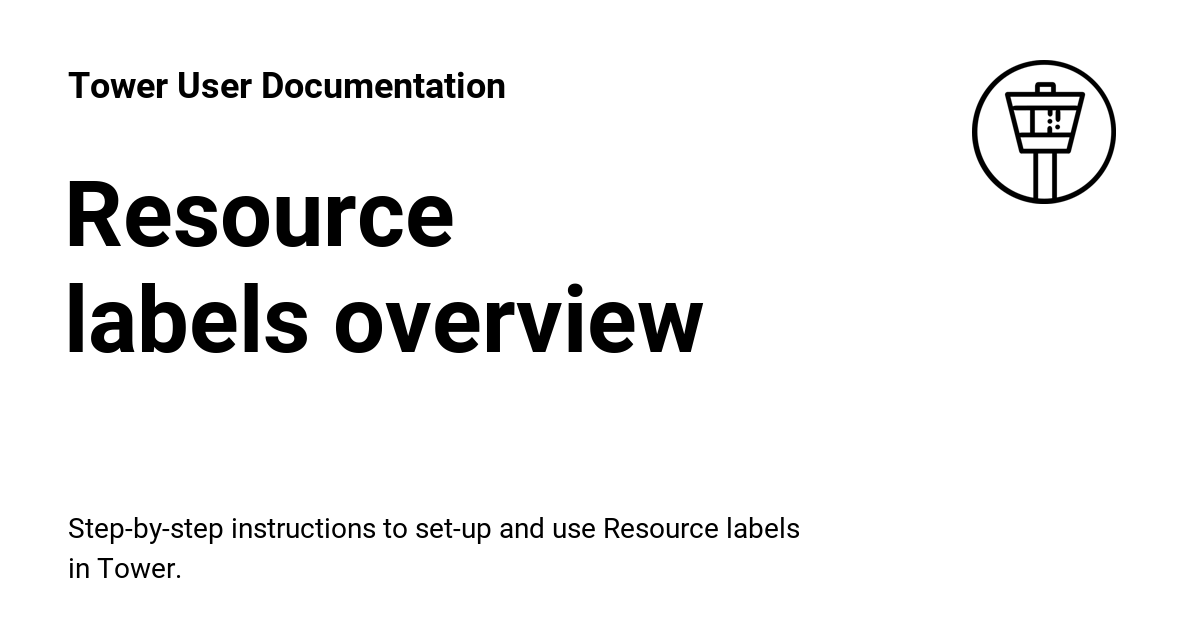 Tower User Documentation
Resource
labels overview
Step-by-step instructions to set-up and use Resource labels
in Tower.